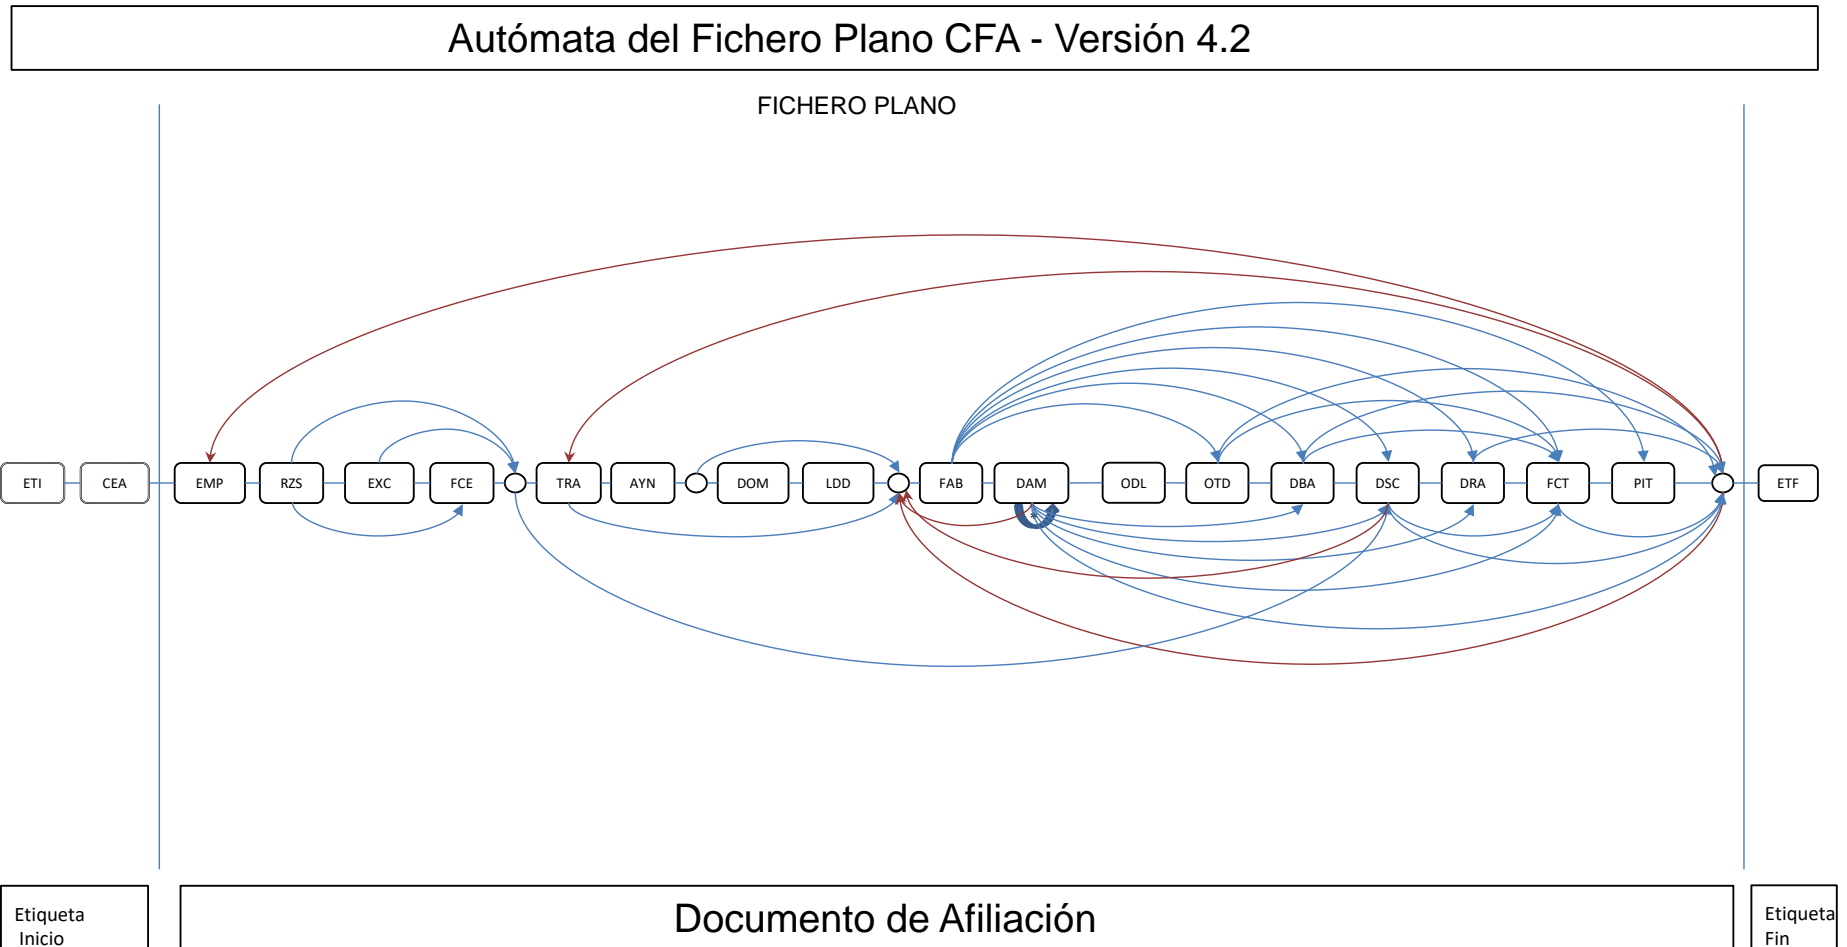 Autómata del Fichero Plano CFA - Versión 4.2
FICHERO PLANO
ETI CEA EMP RZS EXC FCE TRA AYN DOM LDD FAB DAM ODL OTD DBA DSC DRA FCT PIT ETF
*
Etiqueta
Inicio
Documento de Afiliación
Etiqueta
Fin